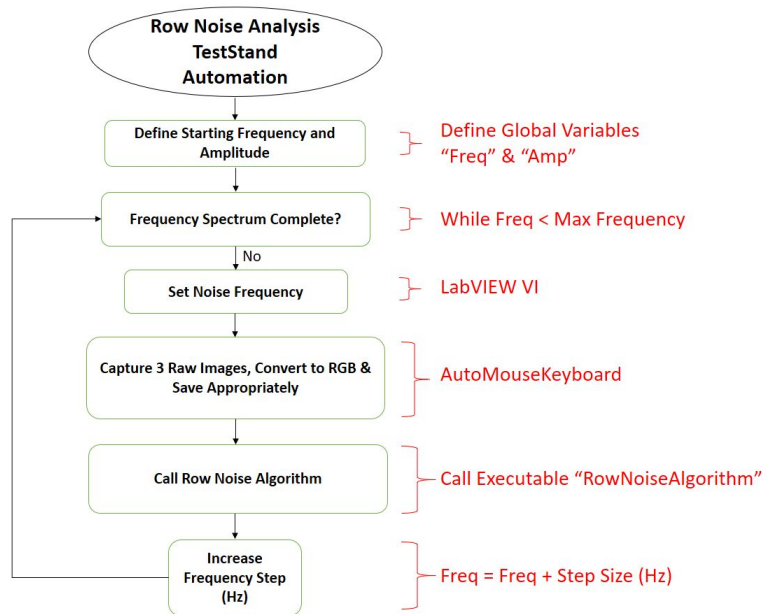 Row Noise Analysis
TestStand
Automation
Define Starting Frequency and
Amplitude
Define Global Variables
“Freq” & “Amp”
Frequency Spectrum Complete?
While Freq < Max Frequency
No
Set Noise Frequency
LabVIEW VI
Capture 3 Raw Images, Convert to RGB &
Save Appropriately
AutoMouseKeyboard
Call Row Noise Algorithm
Call Executable “RowNoiseAlgorithm”
Increase
Frequency Step
(Hz)
Freq = Freq + Step Size (Hz)